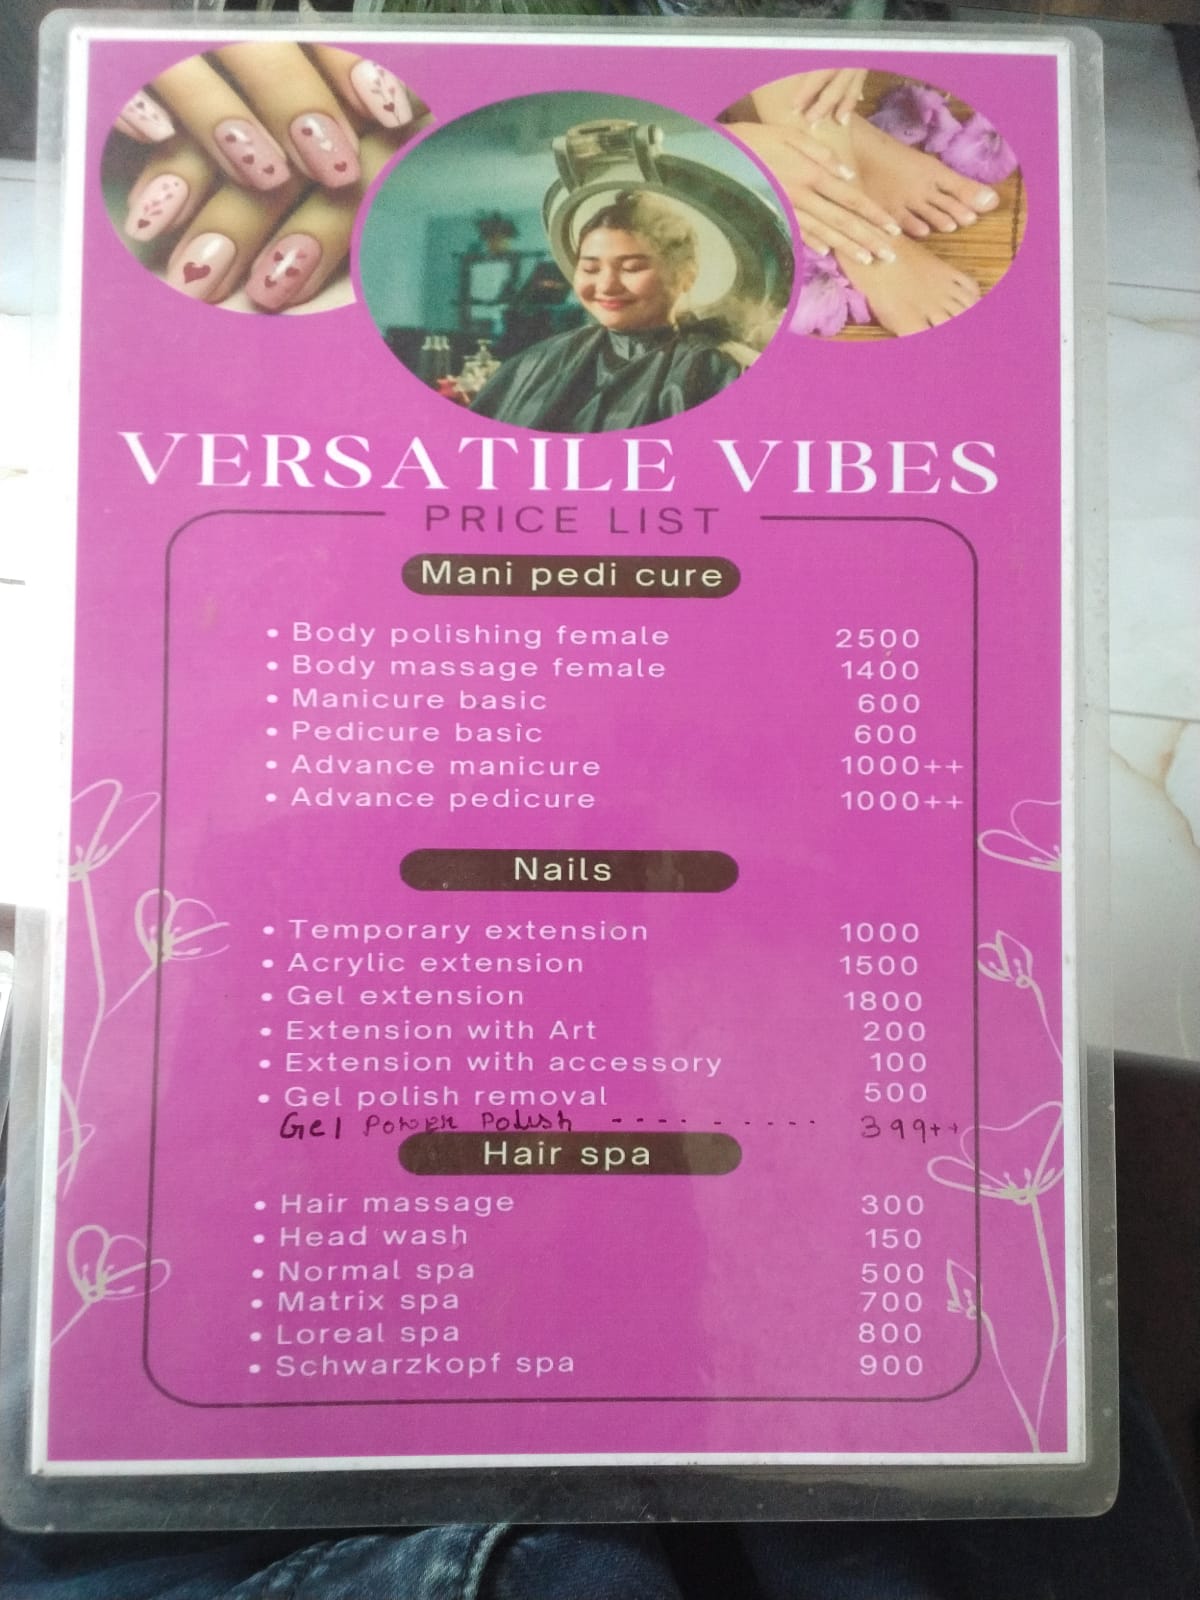 VERSATILE VIBES
PRICE LIST
Mani pedi cure
• Body polishing female 2500
• Body massage female 1400
• Manicure basic 600
• Pedicure basic 600
• Advance manicure 1000++
• Advance pedicure 1000++
Nails
• Temporary extension 1000
• Acrylic extension 1500
• Gel extension 1800
• Extension with Art 200
• Extension with accessory 100
• Gel polish removal 500
Gel Power Polish ---------- 399++
Hair spa
• Hair massage 300
• Head wash 150
• Normal spa 500
• Matrix spa 700
• Loreal spa 800
• Schwarzkopf spa 900